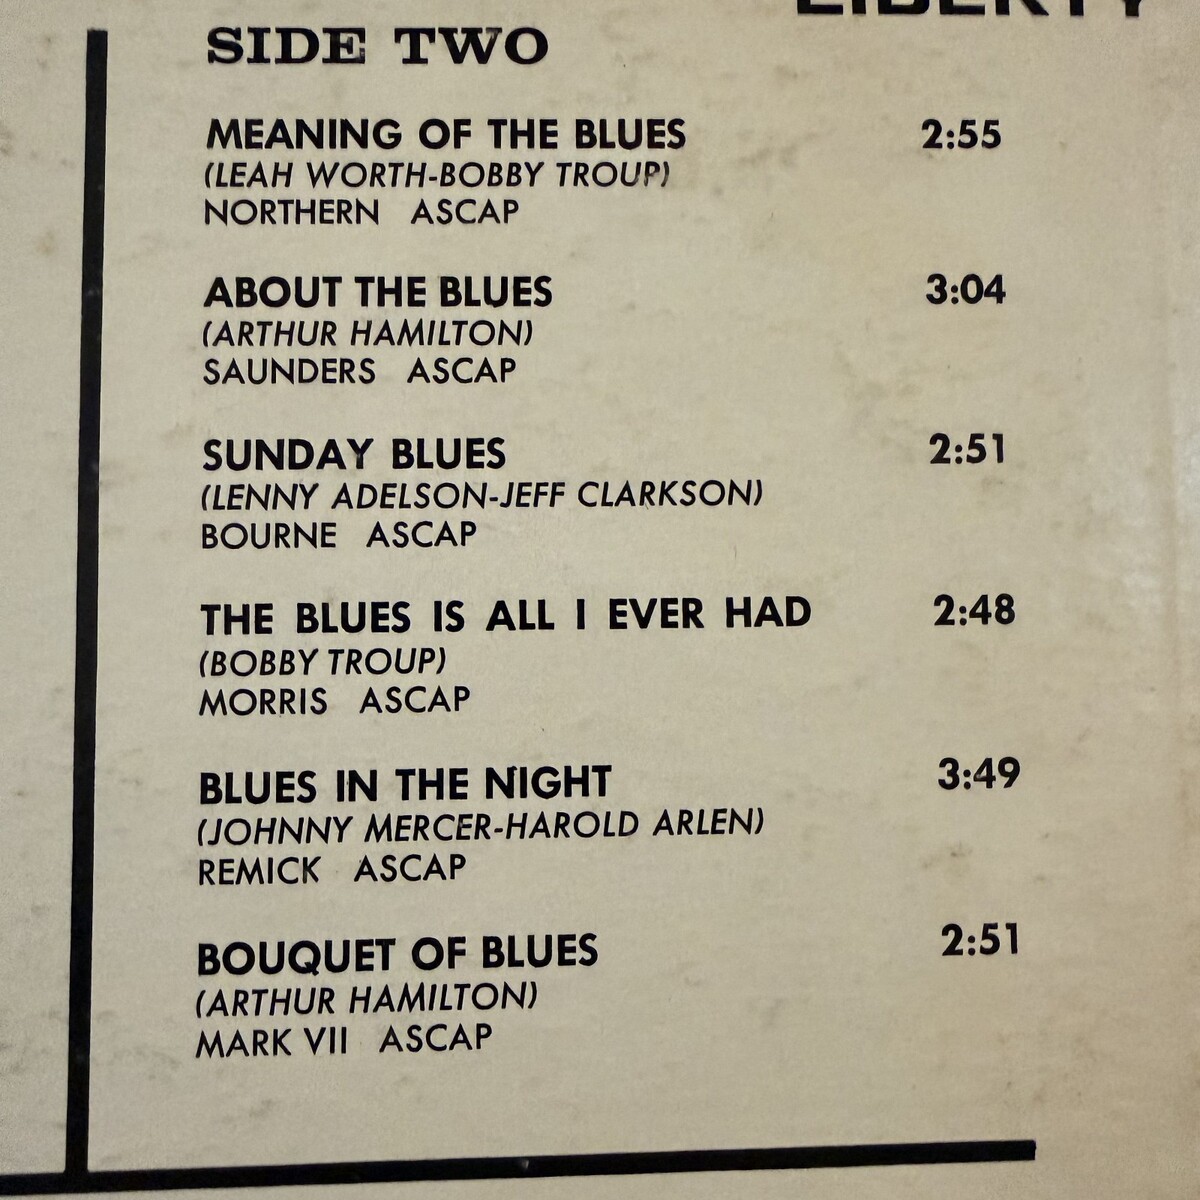 LIBERTY
SIDE TWO
MEANING OF THE BLUES 2:55
(LEAH WORTH-BOBBY TROUP)
NORTHERN ASCAP
ABOUT THE BLUES 3:04
(ARTHUR HAMILTON)
SAUNDERS ASCAP
SUNDAY BLUES 2:51
(LENNY ADELSON-JEFF CLARKSON)
BOURNE ASCAP
THE BLUES IS ALL I EVER HAD 2:48
(BOBBY TROUP)
MORRIS ASCAP
BLUES IN THE NIGHT 3:49
(JOHNNY MERCER-HAROLD ARLEN)
REMICK ASCAP
BOUQUET OF BLUES 2:51
(ARTHUR HAMILTON)
MARK VII ASCAP